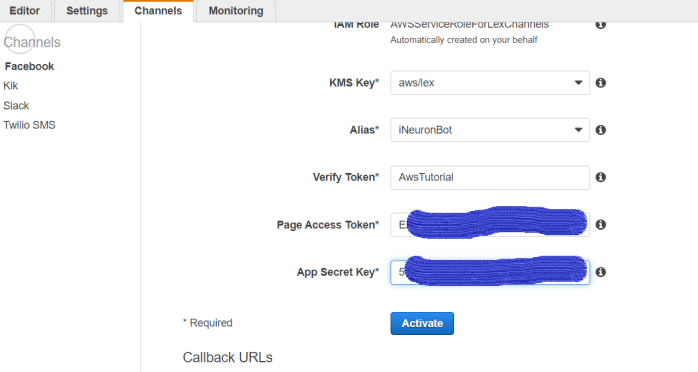 Editor Settings Channels Monitoring
Channels
Facebook
Kik
Slack
Twilio SMS
IAM Role AWSServiceRoleForLexChannels
Automatically created on your behalf
KMS Key* aws/lex
Alias* iNeuronBot
Verify Token* AwsTutorial
Page Access Token* E
App Secret Key* 5
* Required Activate
Callback URLs